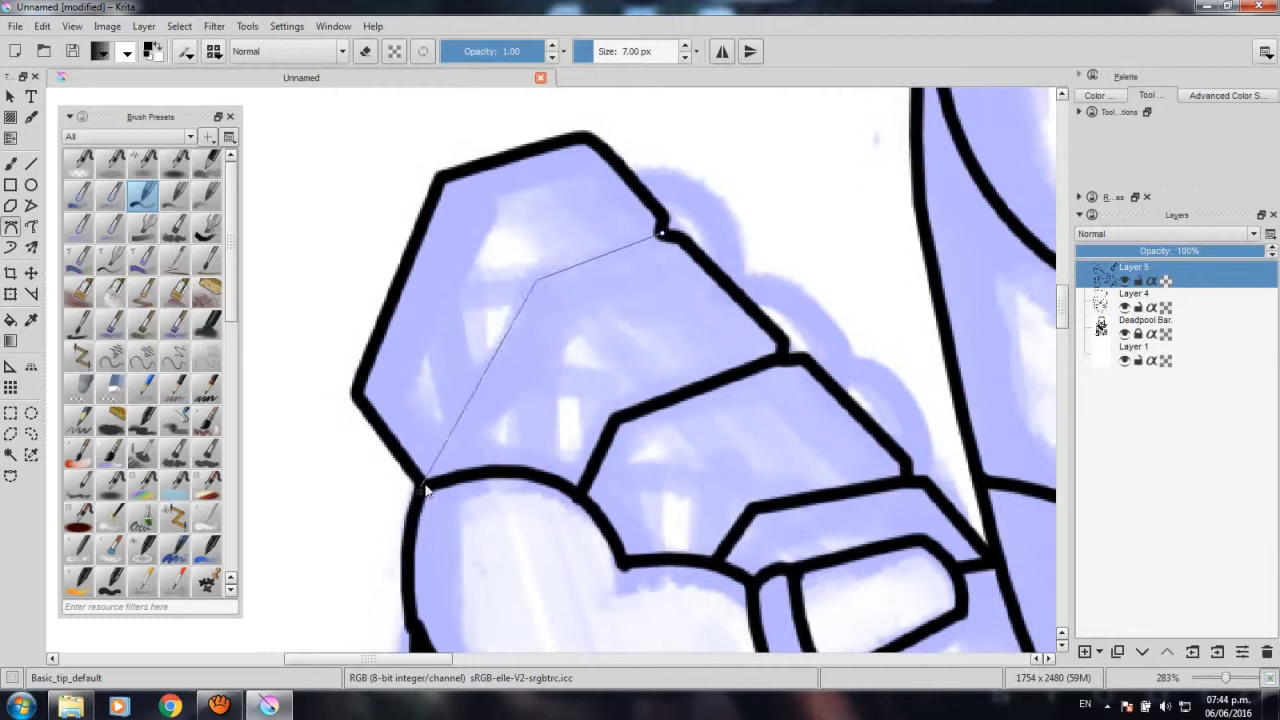 Unnamed [modified] – Krita
File Edit View Image Layer Select Filter Tools Settings Window Help
Normal Opacity: 1.00 Size: 7.00 px
T...
Unnamed
Palette
Color ... Tool ... Advanced Color S...
Tool...tions
Brush Presets
All
R...es
Layers
Normal
Opacity: 100%
Layer 5
Layer 4
Deadpool Bar.
Layer 1
Enter resource filters here
Basic_tip_default
RGB (8-bit integer/channel) sRGB-elle-V2-srgbtrc.icc
1754 x 2480 (59M)
283%
EN
07:44 p.m.
06/06/2016